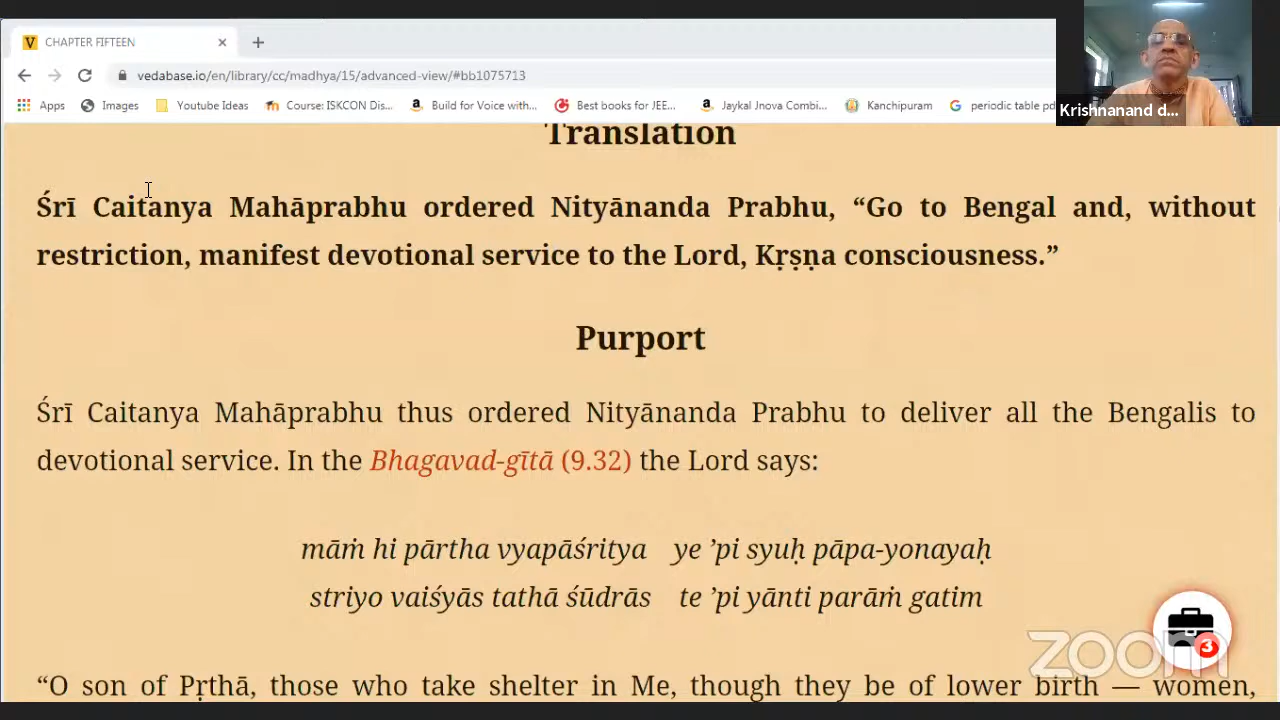 CHAPTER FIFTEEN
vedabase.io/en/library/cc/madhya/15/advanced-view/#bb1075713
Apps Images Youtube Ideas Course: ISKCON Dis... Build for Voice with... Best books for JEE... Jaykal Jnova Combi... Kanchipuram periodic table pd
Krishnanand d...
Translation
Śrī Caitanya Mahāprabhu ordered Nityānanda Prabhu, “Go to Bengal and, without
restriction, manifest devotional service to the Lord, Kṛṣṇa consciousness.”
Purport
Śrī Caitanya Mahāprabhu thus ordered Nityānanda Prabhu to deliver all the Bengalis to
devotional service. In the Bhagavad-gītā (9.32) the Lord says:
māṁ hi pārtha vyapāśritya ye ’pi syuḥ pāpa-yonayaḥ
striyo vaiśyās tathā śūdrās te ’pi yānti parāṁ gatim
3
zoom
“O son of Pṛthā, those who take shelter in Me, though they be of lower birth — women,